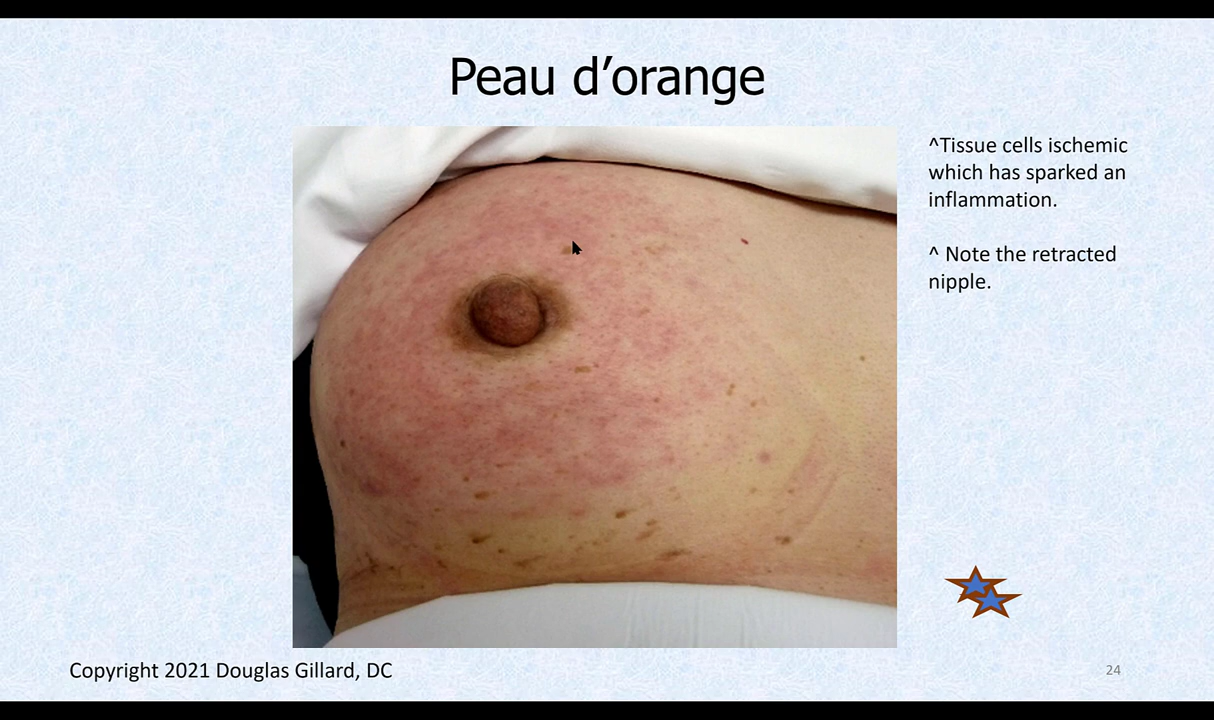 Peau d’orange
^Tissue cells ischemic
which has sparked an
inflammation.
^ Note the retracted
nipple.
Copyright 2021 Douglas Gillard, DC
24